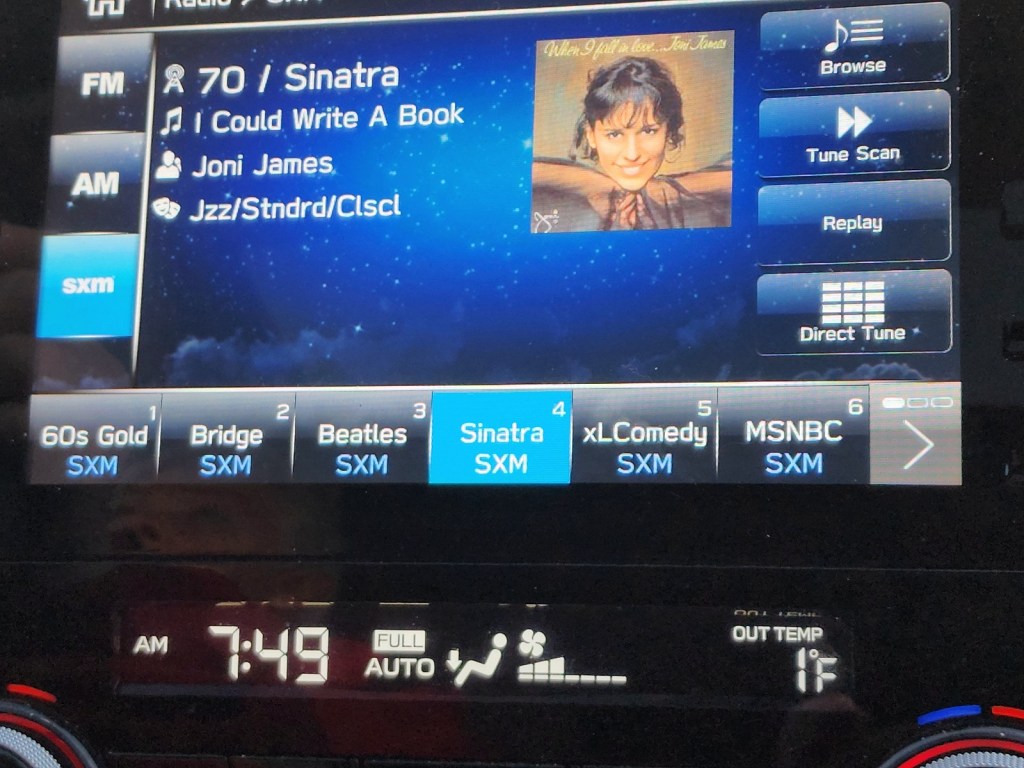 Radio > SXM
FM
AM
sxm
70 / Sinatra
I Could Write A Book
Joni James
Jzz/Stndrd/Clscl
When I fall in love... Joni James
Browse
Tune Scan
Replay
Direct Tune
1
60s Gold
SXM
2
Bridge
SXM
3
Beatles
SXM
4
Sinatra
SXM
5
xLComedy
SXM
6
MSNBC
SXM
AM 7:49
FULL
AUTO
OUT TEMP
1°F